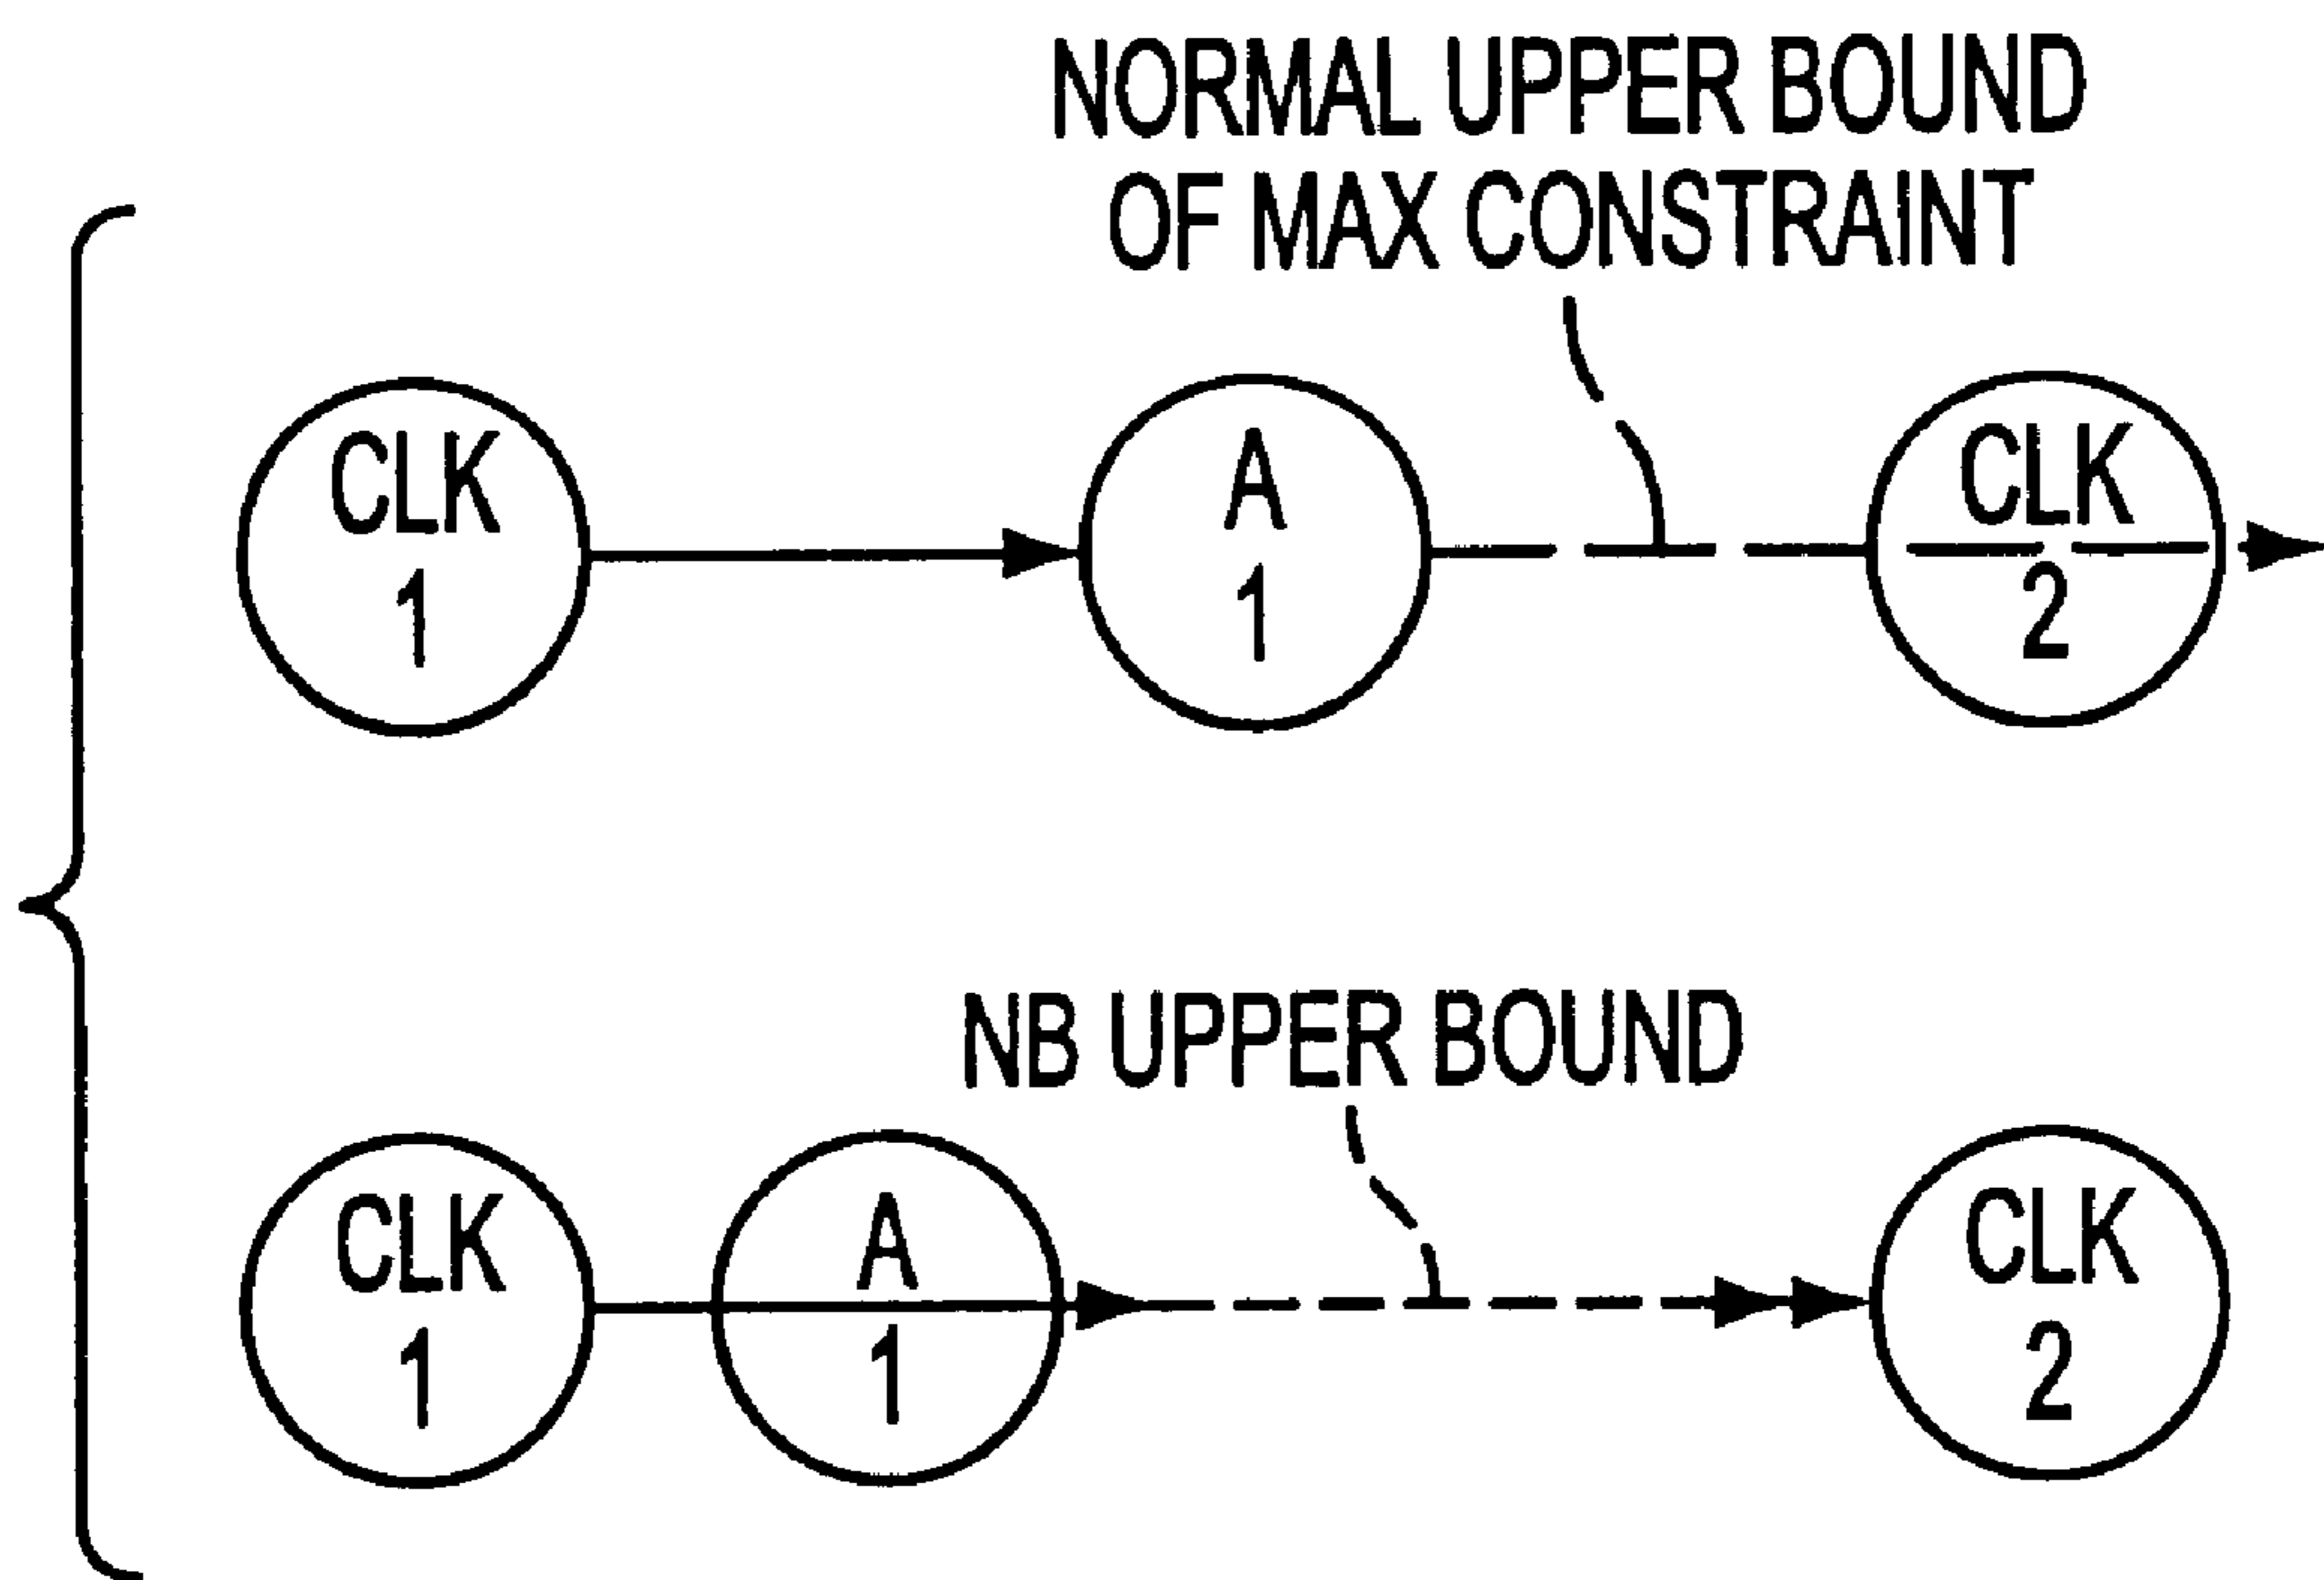 NORMAL UPPER BOUND
OF MAX CONSTRAINT
CLK
1
A
1
CLK
2
NB UPPER BOUND
CLK
1
A
1
CLK
2